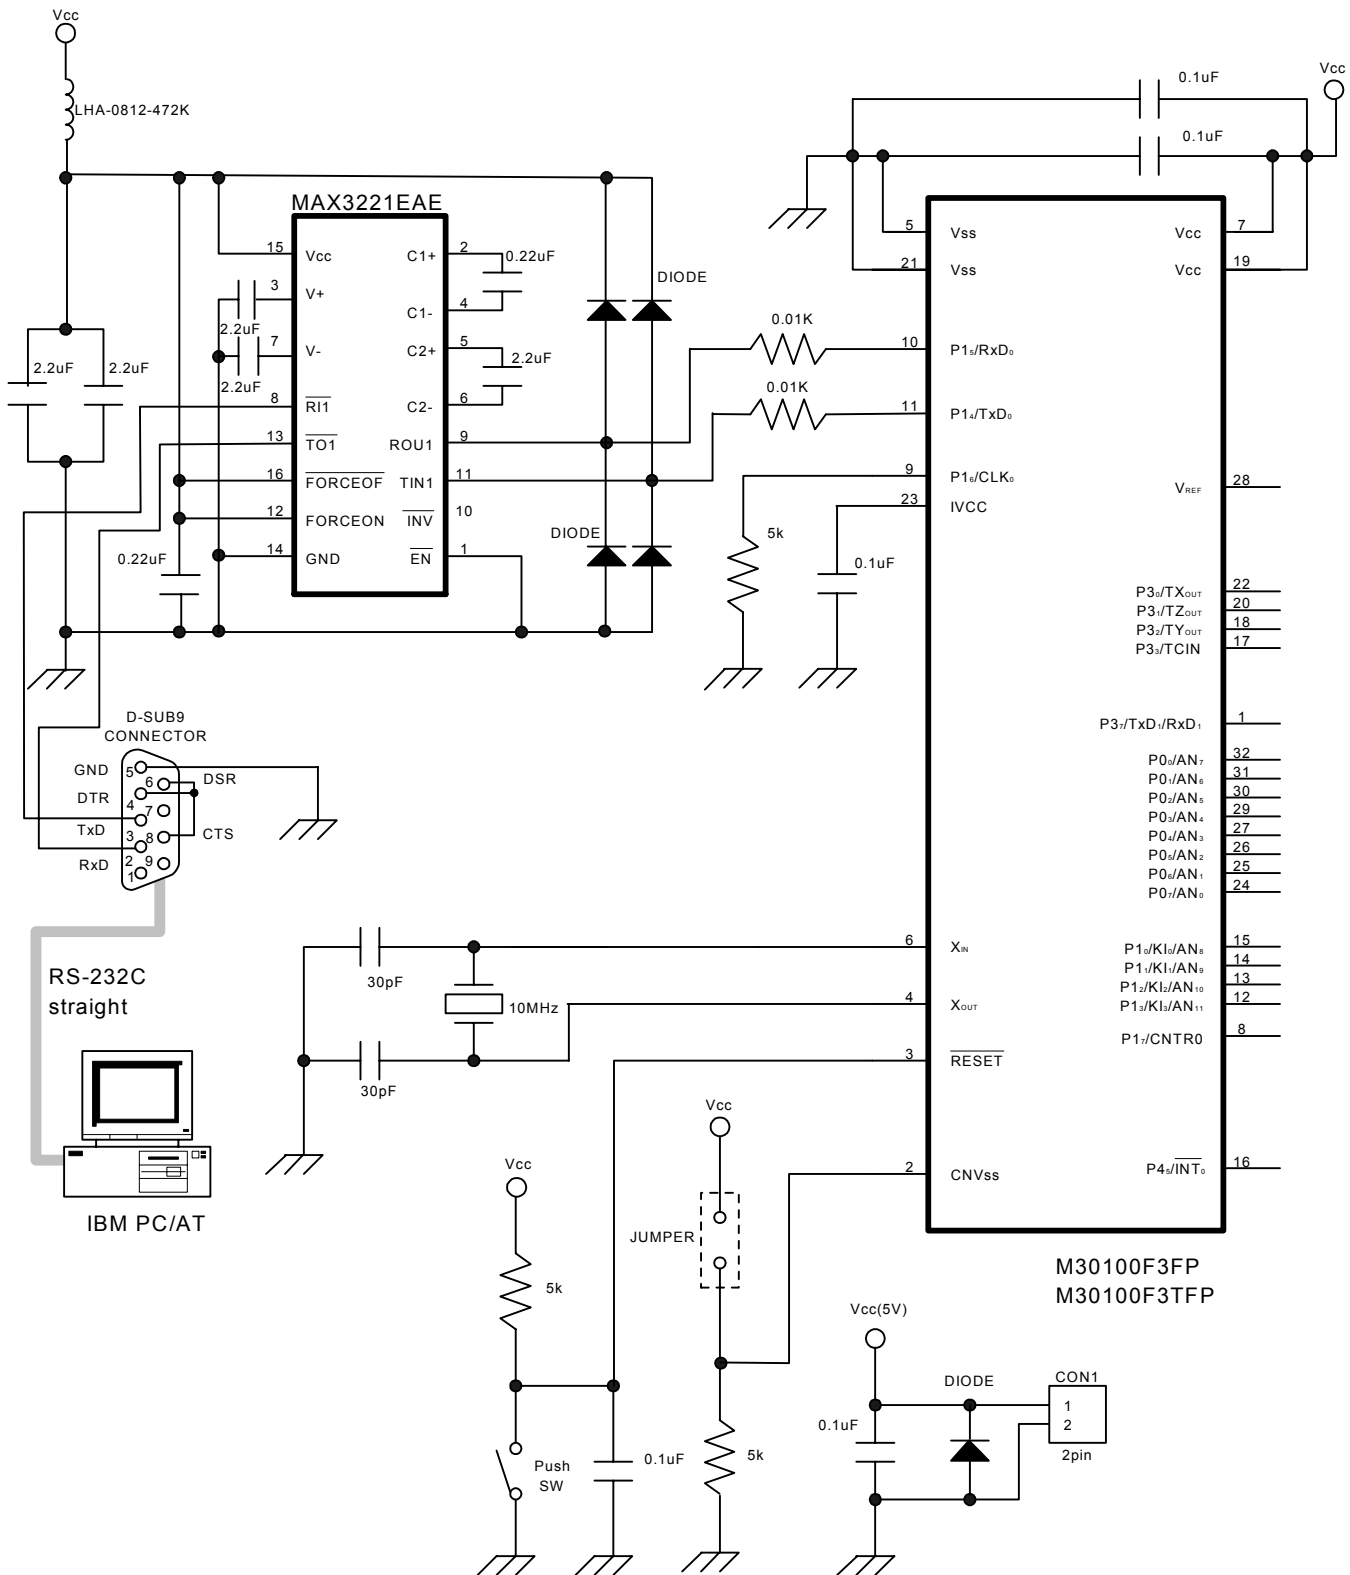 Vcc
LHA-0812-472K
2.2uF
2.2uF
0.22uF
MAX3221EAE
15
Vcc
3
V+
2.2uF
7
V-
2.2uF
8
RI1
13
TO1
16
FORCEOF
12
FORCEON
14
GND
C1+
2
0.22uF
C1-
4
C2+
5
2.2uF
C2-
6
ROU1
9
TIN1
11
INV
10
EN
1
DIODE
DIODE
0.1uF
0.1uF
Vcc
5
Vss
21
Vss
0.01K
10
P1₅/RxD₀
0.01K
11
P1₄/TxD₀
9
P1₆/CLK₀
23
IVCC
5k
0.1uF
6
XIN
4
XOUT
3
RESET
2
CNVss
Vcc
7
Vcc
19
VREF
28
P3₀/TXOUT
22
P3₁/TZOUT
20
P3₂/TYOUT
18
P3₃/TCIN
17
P3₇/TxD₁/RxD₁
1
P0₀/AN₇
32
P0₁/AN₆
31
P0₂/AN₅
30
P0₃/AN₄
29
P0₄/AN₃
27
P0₅/AN₂
26
P0₆/AN₁
25
P0₇/AN₀
24
P1₀/KI₀/AN₈
15
P1₁/KI₁/AN₉
14
P1₂/KI₂/AN₁₀
13
P1₃/KI₃/AN₁₁
12
P1₇/CNTR0
8
P4₅/INT₀
16
M30100F3FP
M30100F3TFP
D-SUB9
CONNECTOR
GND
DTR
TxD
RxD
5
4
3
2
1
6
7
8
9
DSR
CTS
RS-232C
straight
IBM PC/AT
30pF
10MHz
30pF
Vcc
5k
Push
SW
0.1uF
Vcc
JUMPER
5k
Vcc(5V)
0.1uF
DIODE
CON1
1
2
2pin